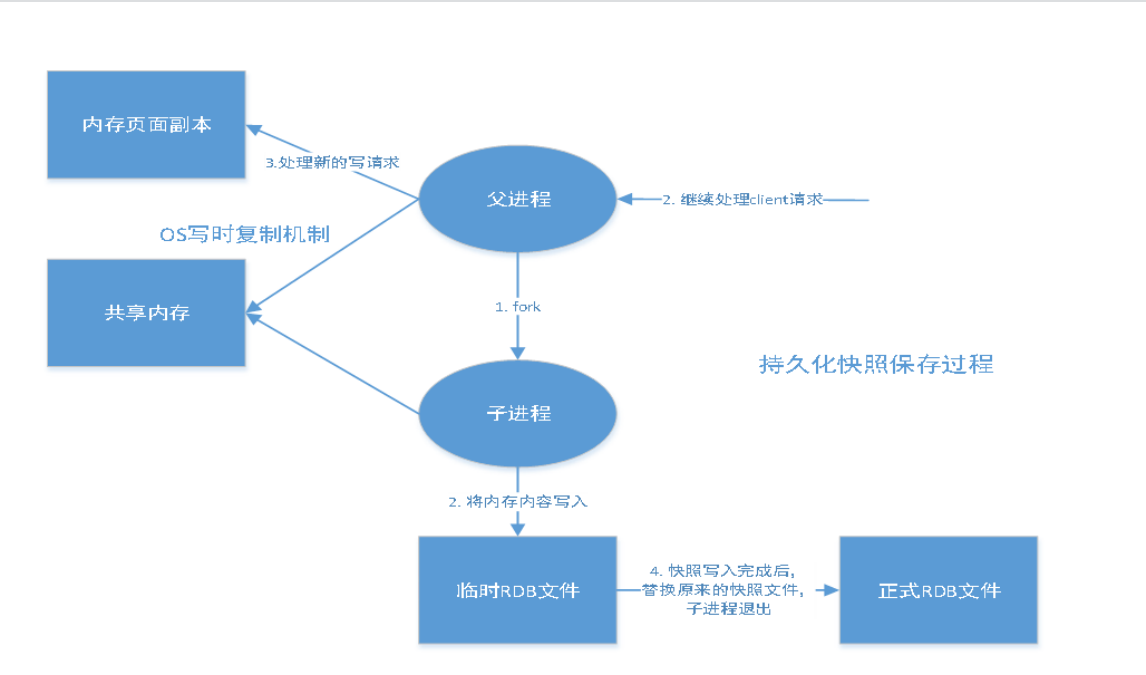 内存页面副本
3.处理新的写请求
父进程
2. 继续处理client请求
OS写时复制机制
共享内存
1. fork
持久化快照保存过程
子进程
2. 将内存内容写入
临时RDB文件
4. 快照写入完成后,
替换原来的快照文件,
子进程退出
正式RDB文件